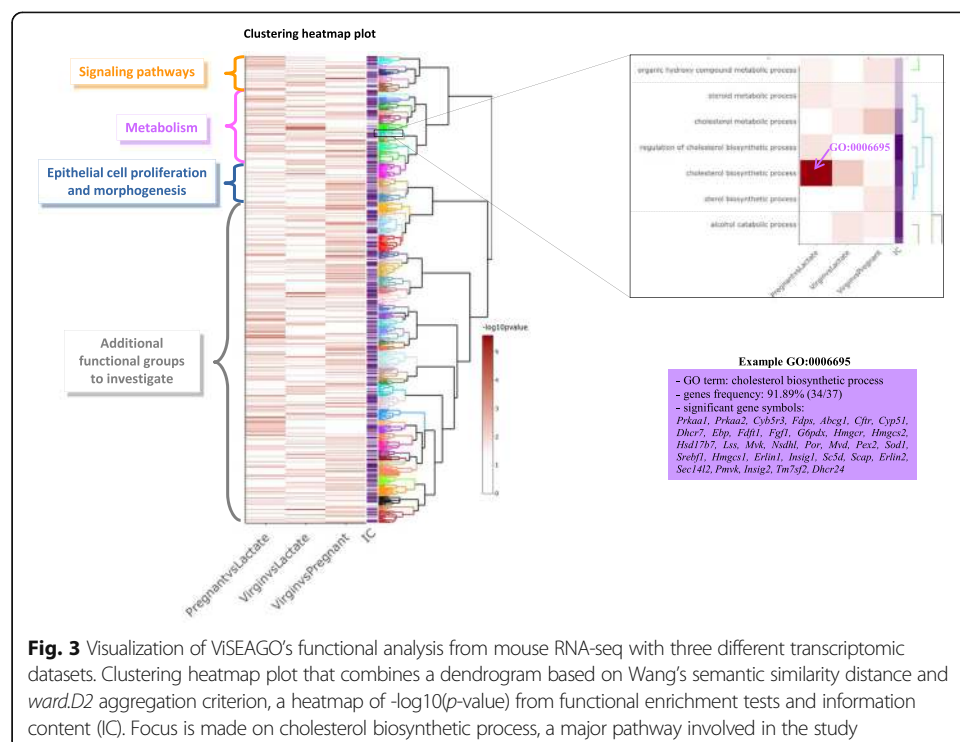 Clustering heatmap plot
Signaling pathways
Metabolism
Epithelial cell proliferation
and morphogenesis
Additional
functional groups
to investigate
-log10pvalue
4
3
2
1
0
PregnantvsLactate
VirginvsLactate
VirginvsPregnant
IC
organic hydroxy compound metabolic process
steroid metabolic process
cholesterol metabolic process
regulation of cholesterol biosynthetic process
GO:0006695
cholesterol biosynthetic process
sterol biosynthetic process
alcohol catabolic process
PregnantvsLactate
VirginvsLactate
VirginvsPregnant
IC
Example GO:0006695
– GO term: cholesterol biosynthetic process
– genes frequency: 91.89% (34/37)
– significant gene symbols:
Prkaa1, Prkaa2, Cyb5r3, Fdps, Abcg1, Cftr, Cyp51,
Dhcr7, Ebp, Fdft1, Fgf1, G6pdx, Hmgcr, Hmgcs2,
Hsd17b7, Lss, Mvk, Nsdhl, Por, Mvd, Pex2, Sod1,
Srebf1, Hmgcs1, Erlin1, Insig1, Sc5d, Scap, Erlin2,
Sec14l2, Pmvk, Insig2, Tm7sf2, Dhcr24
Fig. 3 Visualization of ViSEAGO's functional analysis from mouse RNA-seq with three different transcriptomic
datasets. Clustering heatmap plot that combines a dendrogram based on Wang's semantic similarity distance and
ward.D2 aggregation criterion, a heatmap of -log10(p-value) from functional enrichment tests and information
content (IC). Focus is made on cholesterol biosynthetic process, a major pathway involved in the study